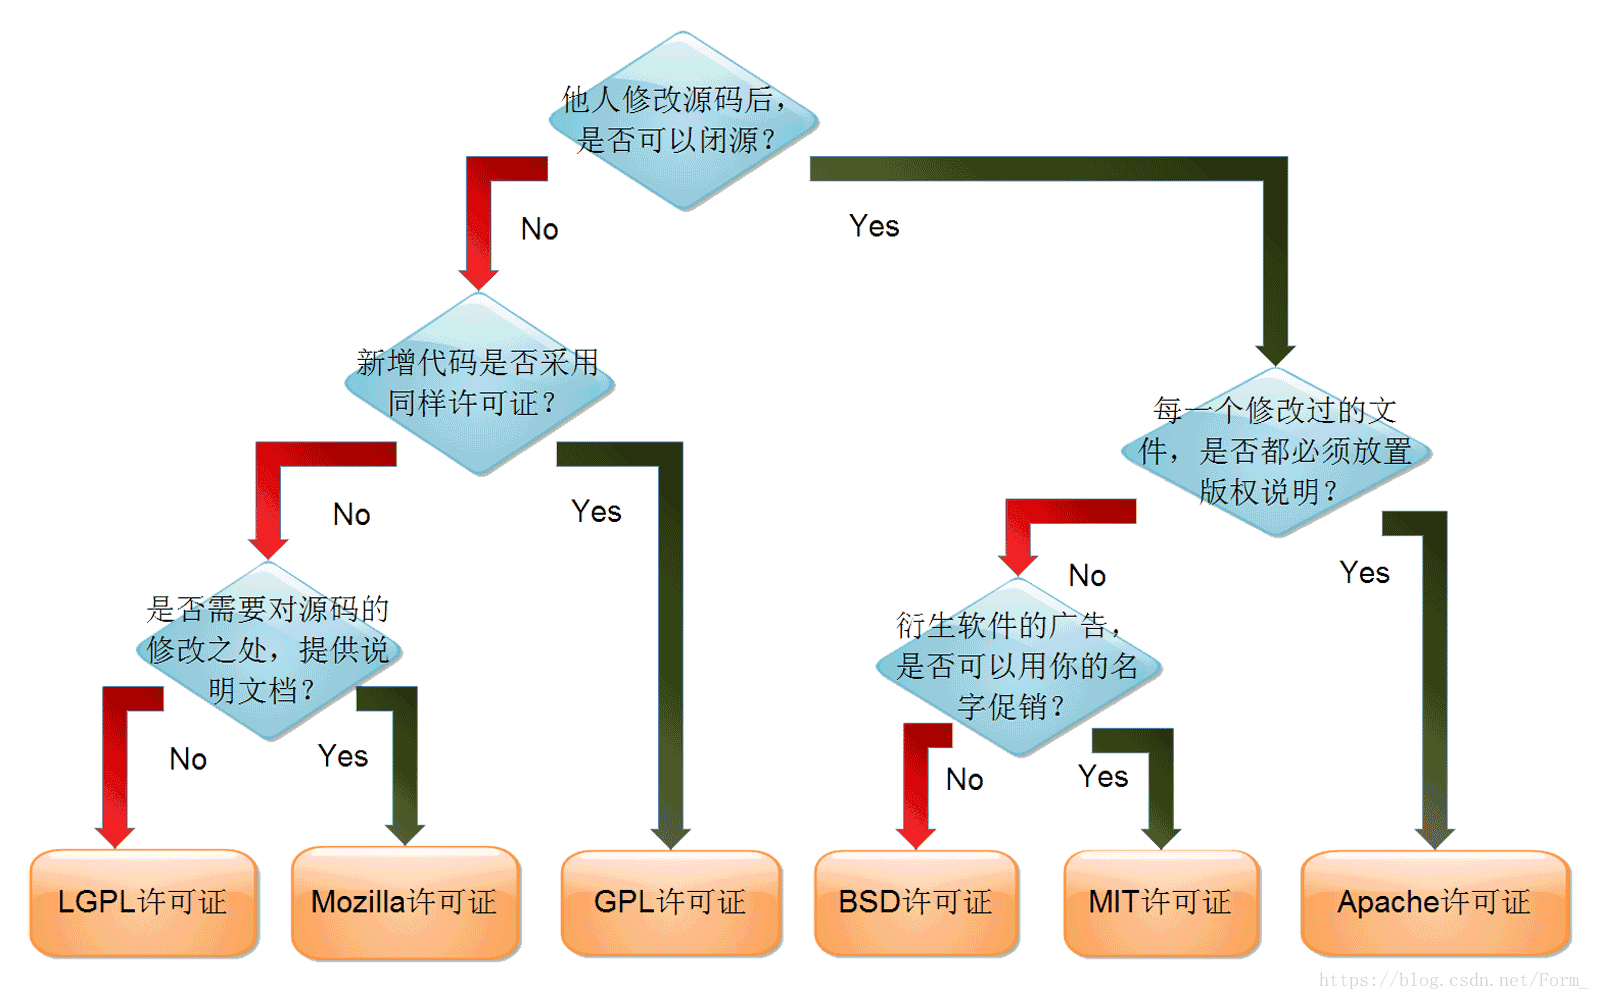 他人修改源码后，
是否可以闭源？
No
Yes
新增代码是否采用
同样许可证？
每一个修改过的文
件，是否都必须放置
版权说明？
No
Yes
No
Yes
是否需要对源码的
修改之处，提供说
明文档？
衍生软件的广告，
是否可以用你的名
字促销？
No
Yes
No
Yes
LGPL许可证
Mozilla许可证
GPL许可证
BSD许可证
MIT许可证
Apache许可证
https://blog.csdn.net/Form_